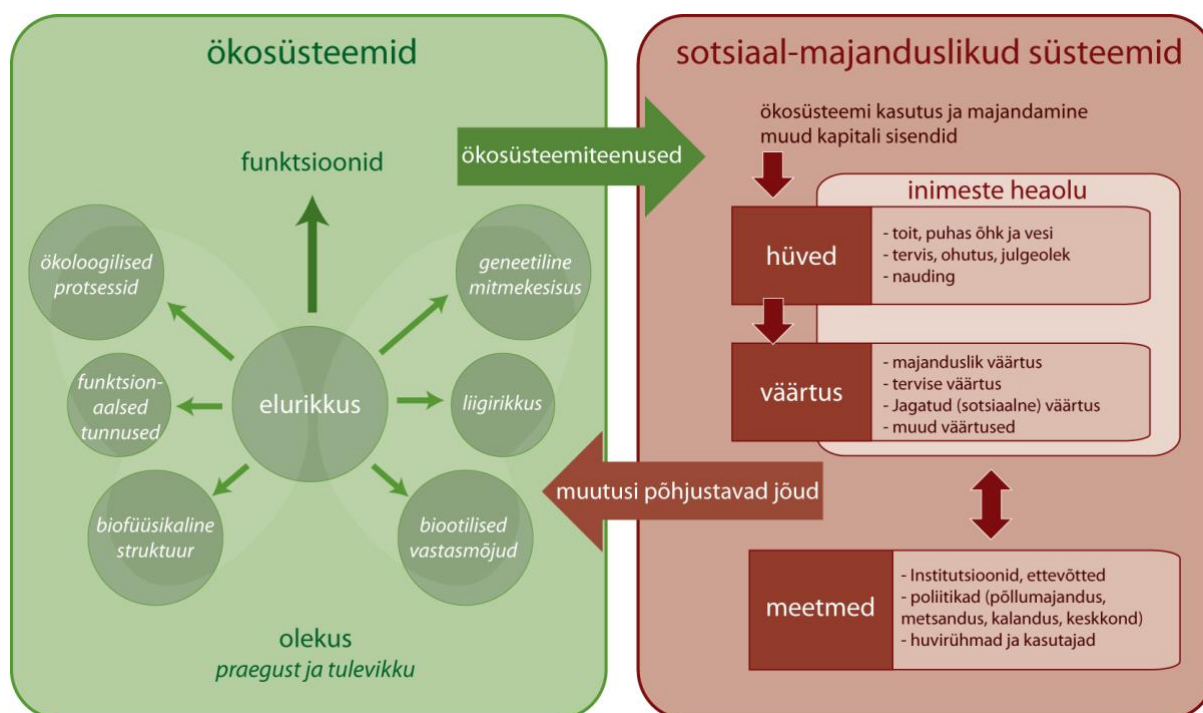 ökosüsteemid
funktsioonid
ökoloogilised
protsessid
geneetiline
mitmekesisus
funktsion-
aalsed
tunnused
elurikkus
liigirikkus
biofüüsikaline
struktuur
biootilised
vastasmõjud
olekus
praegust ja tulevikku
ökosüsteemiteenused
muutusi põhjustavad jõud
sotsiaal-majanduslikud süsteemid
ökosüsteemi kasutus ja majandamine
muud kapitali sisendid
inimeste heaolu
hüved
- toit, puhas õhk ja vesi
- tervis, ohutus, julgeolek
- nauding
väärtus
- majanduslik väärtus
- tervise väärtus
- Jagatud (sotsiaalne) väärtus
- muud väärtused
meetmed
- Institutsioonid, ettevõtted
- poliitikad (põllumajandus,
metsandus, kalandus, keskkond)
- huvirühmad ja kasutajad